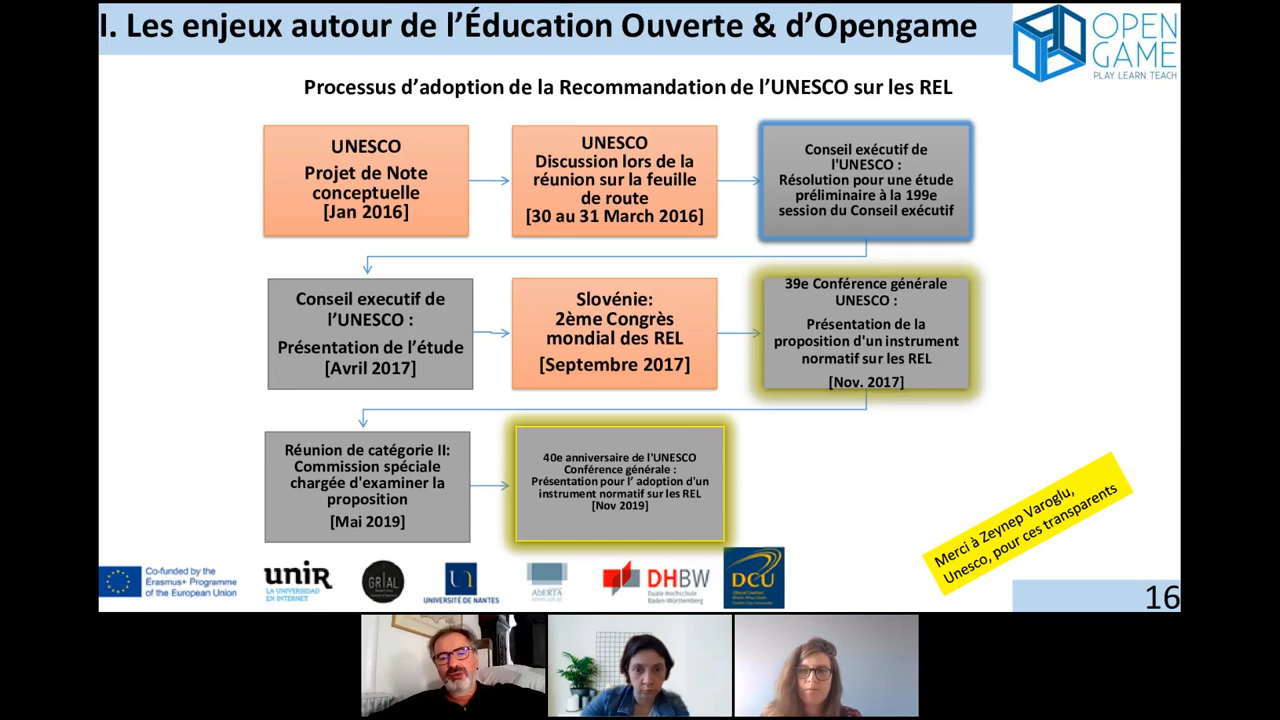 I. Les enjeux autour de l'Éducation Ouverte & d'Opengame
OPEN
GAME
PLAY LEARN TEACH
Processus d'adoption de la Recommandation de l'UNESCO sur les REL
UNESCO
Projet de Note
conceptuelle
[Jan 2016]
UNESCO
Discussion lors de la
réunion sur la feuille
de route
[30 au 31 March 2016]
Conseil exécutif de
l'UNESCO :
Résolution pour une étude
préliminaire à la 199e
session du Conseil exécutif
Conseil executif de
l'UNESCO :
Présentation de l'étude
[Avril 2017]
Slovénie:
2ème Congrès
mondial des REL
[Septembre 2017]
39e Conférence générale
UNESCO :
Présentation de la
proposition d'un instrument
normatif sur les REL
[Nov. 2017]
Réunion de catégorie II:
Commission spéciale
chargée d'examiner la
proposition
[Mai 2019]
40e anniversaire de l'UNESCO
Conférence générale :
Présentation pour l' adoption d'un
instrument normatif sur les REL
[Nov 2019]
Merci à Zeynep Varoglu,
Unesco, pour ces transparents
Co-funded by the
Erasmus+ Programme
of the European Union
unir
LA UNIVERSIDAD
EN INTERNET
GRIAL
UNIVERSITÉ DE NANTES
AbERTA
DHBW
Duale Hochschule
Baden-Württemberg
DCU
16